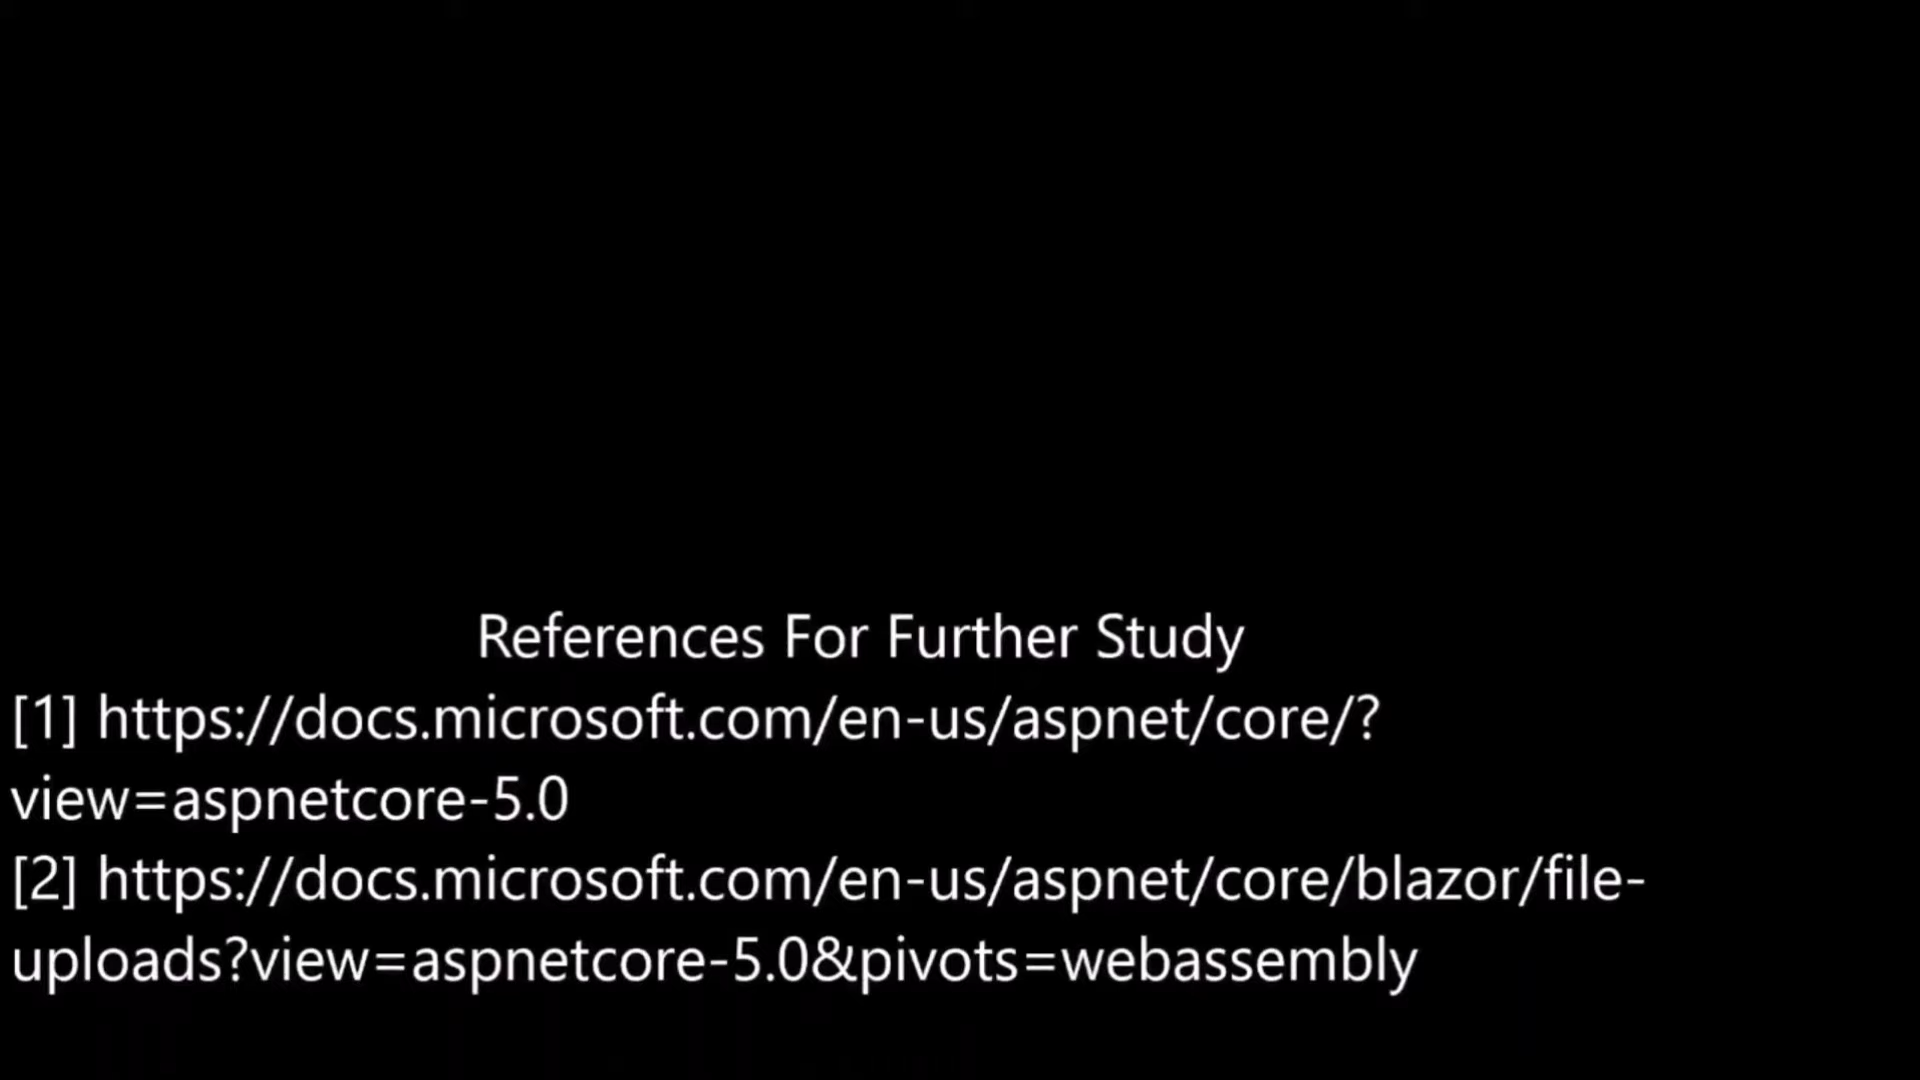 References For Further Study
[1] https://docs.microsoft.com/en-us/aspnet/core/?
view=aspnetcore-5.0
[2] https://docs.microsoft.com/en-us/aspnet/core/blazor/file-
uploads?view=aspnetcore-5.0&pivots=webassembly